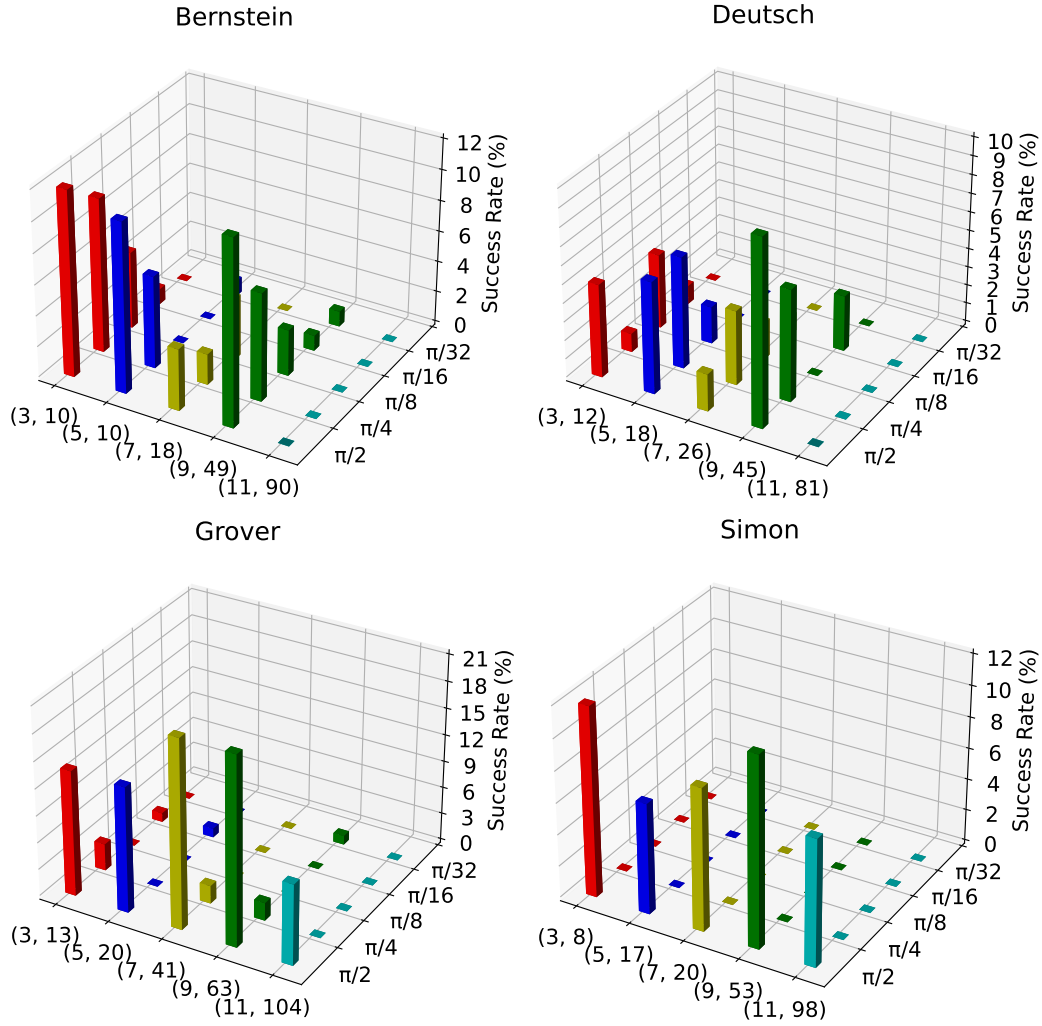 Bernstein
12
10
8
6
4
2
0
Success Rate (%)
π/32
π/16
π/8
π/4
π/2
(3, 10)
(5, 10)
(7, 18)
(9, 49)
(11, 90)
Deutsch
10
9
8
7
6
5
4
3
2
1
0
Success Rate (%)
π/32
π/16
π/8
π/4
π/2
(3, 12)
(5, 18)
(7, 26)
(9, 45)
(11, 81)
Grover
21
18
15
12
9
6
3
0
Success Rate (%)
π/32
π/16
π/8
π/4
π/2
(3, 13)
(5, 20)
(7, 41)
(9, 63)
(11, 104)
Simon
12
10
8
6
4
2
0
Success Rate (%)
π/32
π/16
π/8
π/4
π/2
(3, 8)
(5, 17)
(7, 20)
(9, 53)
(11, 98)